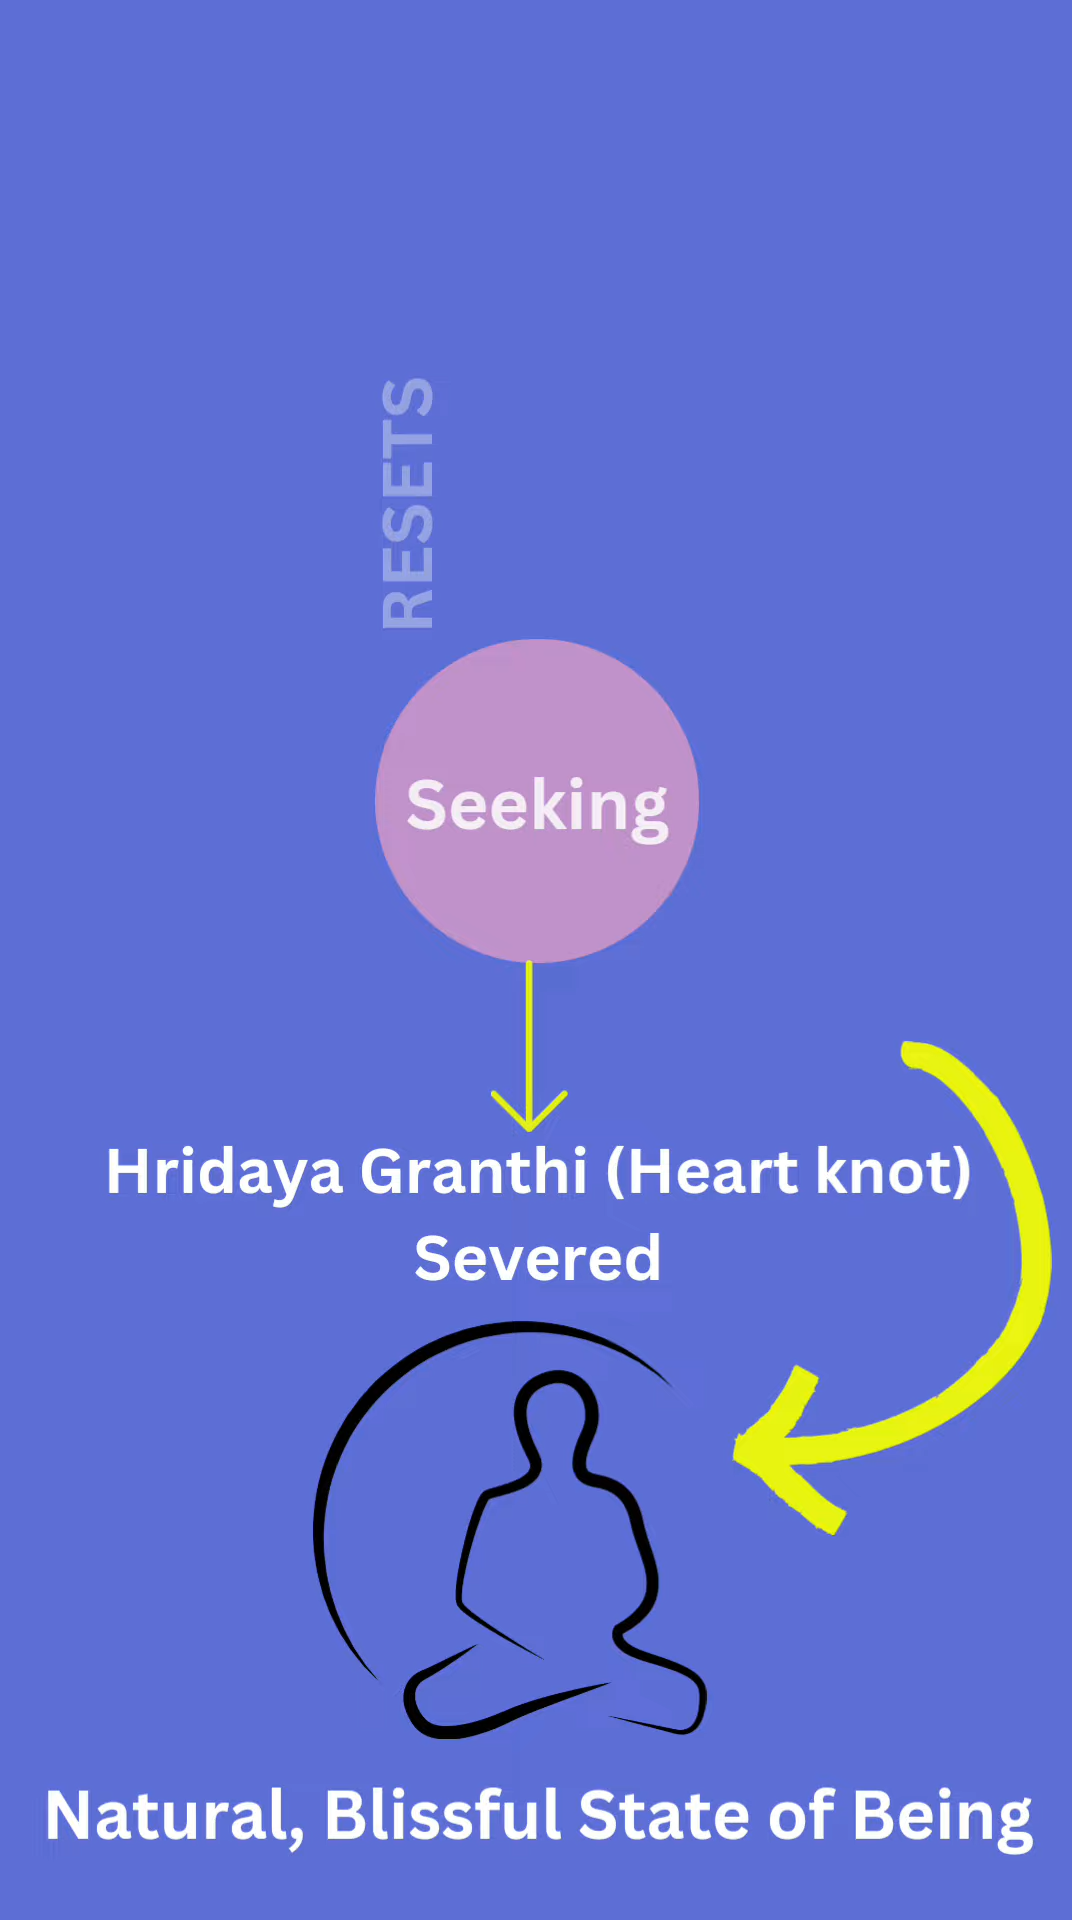 RESETS
Seeking
Hridaya Granthi (Heart knot)
Severed
Natural, Blissful State of Being